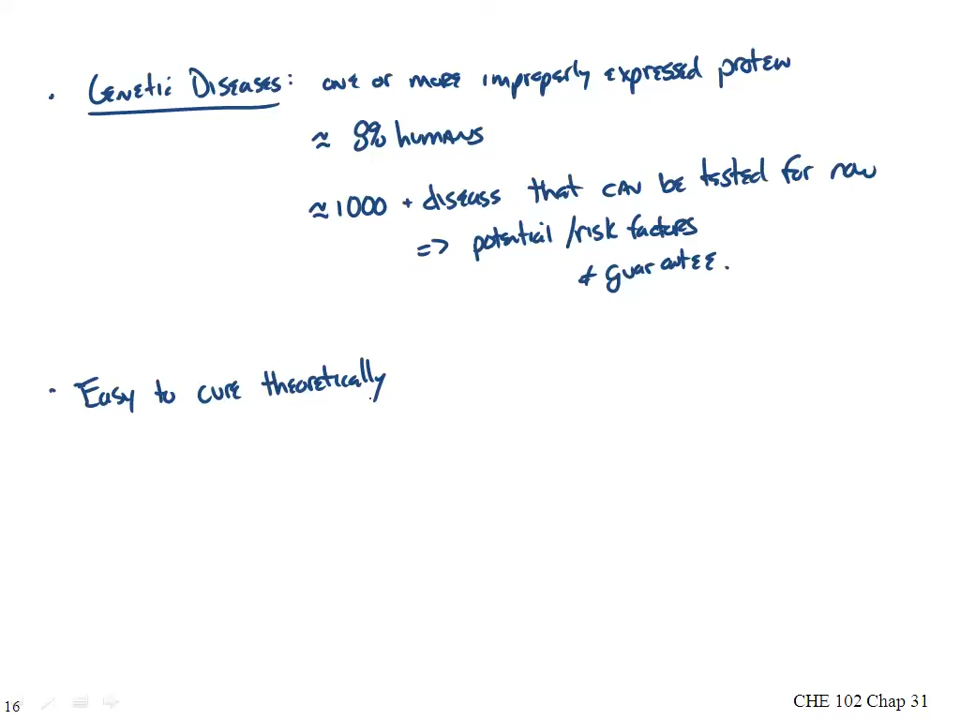 · Genetic Diseases: one or more improperly expressed protein
≈ 8% humans
≈ 1000 + diseass that can be tested for now
=> potential /risk factors
≠ guarantee.
· Easy to cure theoretically
16
CHE 102 Chap 31